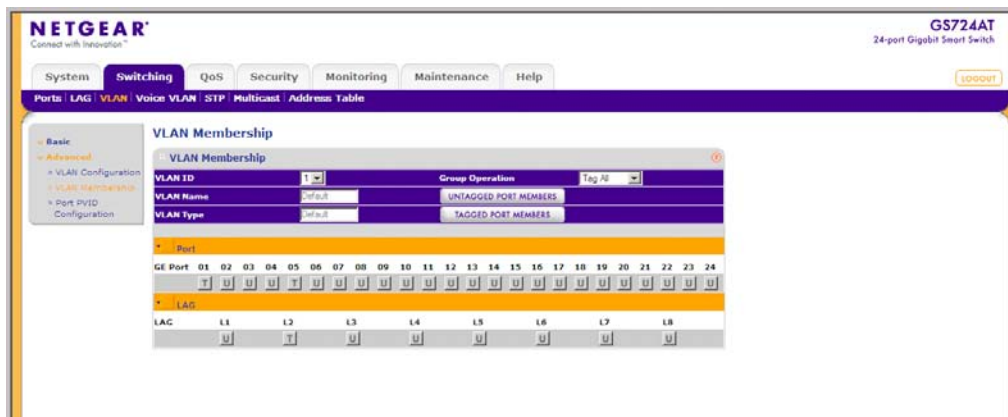 NETGEAR®
Connect with Innovation™
GS724AT
24-port Gigabit Smart Switch
System Switching QoS Security Monitoring Maintenance Help
LOGOUT
Ports LAG VLAN Voice VLAN STP Multicast Address Table
Basic
Advanced
VLAN Configuration
VLAN Membership
Port PVID
Configuration
VLAN Membership
VLAN Membership
VLAN ID 1 Group Operation Tag All
VLAN Name Default UNTAGGED PORT MEMBERS
VLAN Type Default TAGGED PORT MEMBERS
Port
GE Port 01 02 03 04 05 06 07 08 09 10 11 12 13 14 15 16 17 18 19 20 21 22 23 24
T U U U T U U U U U U U U U U U U U U U U U U U
LAG
LAG L1 L2 L3 L4 L5 L6 L7 L8
U T U U U U U U